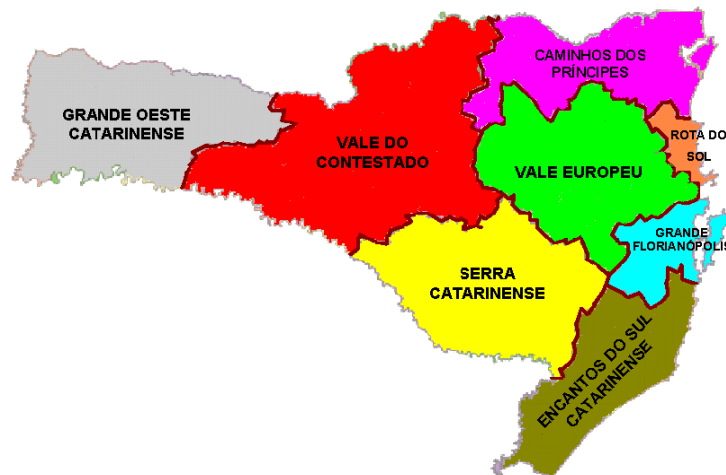 CAMINHOS DOS
PRÍNCIPES
GRANDE OESTE
CATARINENSE
VALE DO
CONTESTADO
ROTA DO
SOL
VALE EUROPEU
GRANDE
FLORIANÓPOLIS
SERRA
CATARINENSE
ENCANTOS DO SUL
CATARINENSE